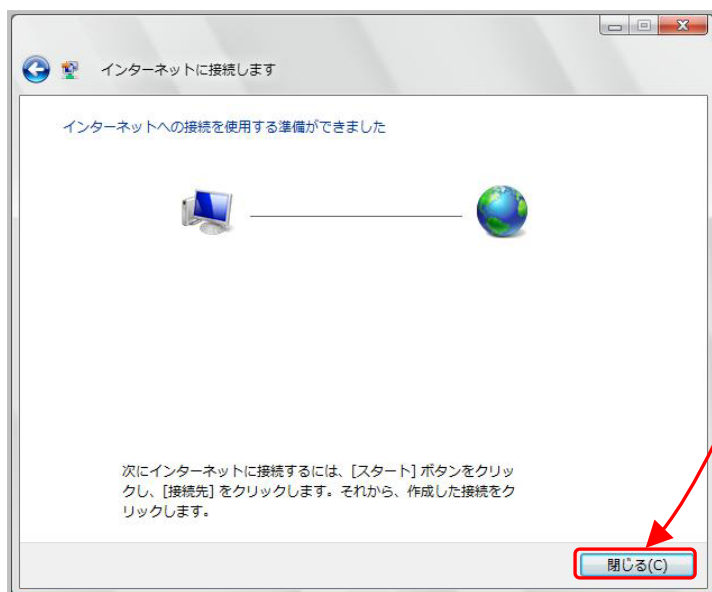 インターネットに接続します
インターネットへの接続を使用する準備ができました
次にインターネットに接続するには、[スタート] ボタンをクリッ
クし、[接続先] をクリックします。それから、作成した接続をク
リックします。
閉じる(C)